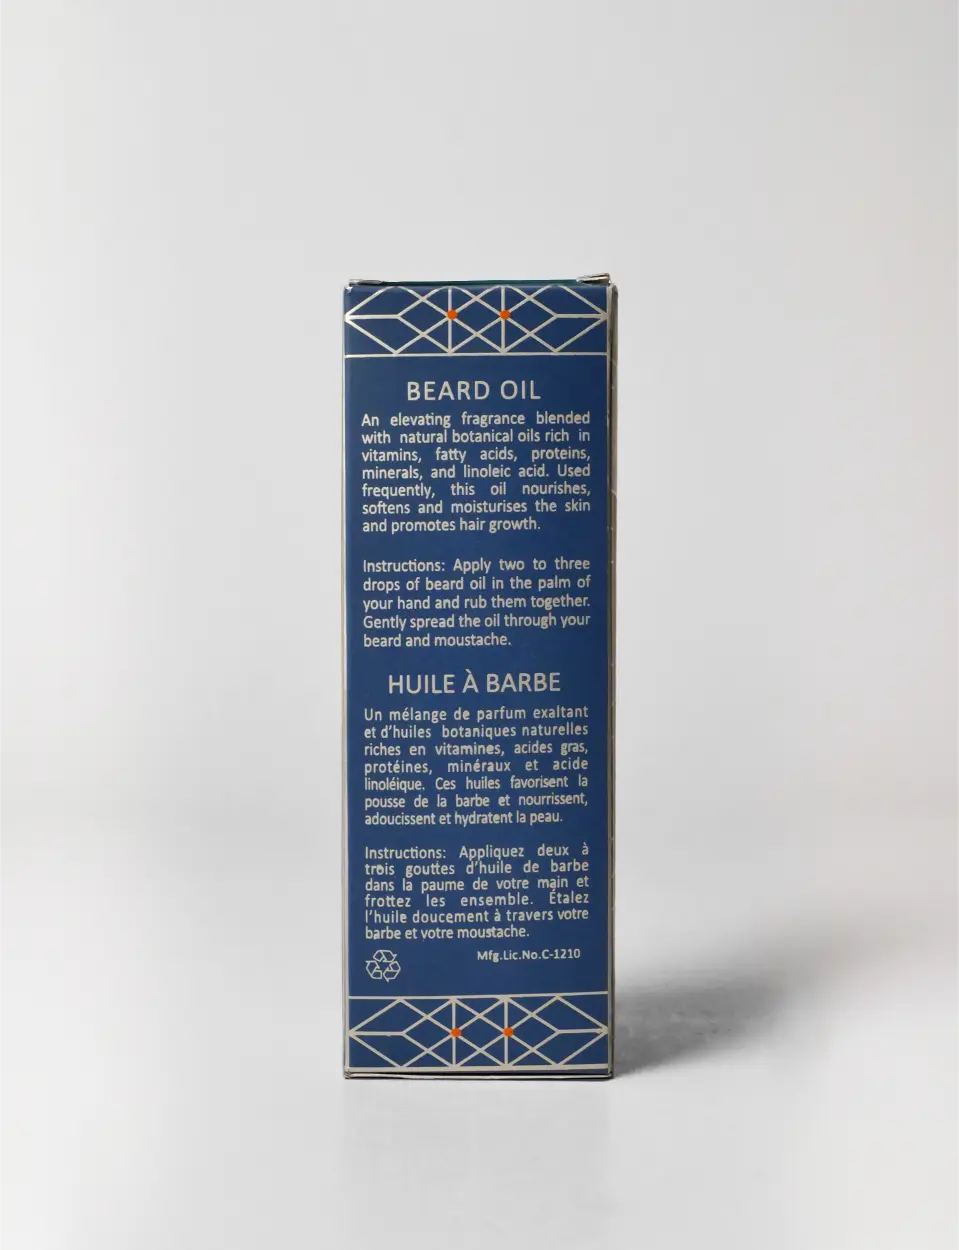 BEARD OIL
An elevating fragrance blended
with natural botanical oils rich in
vitamins, fatty acids, proteins,
minerals, and linoleic acid. Used
frequently, this oil nourishes,
softens and moisturises the skin
and promotes hair growth.
Instructions: Apply two to three
drops of beard oil in the palm of
your hand and rub them together.
Gently spread the oil through your
beard and moustache.
HUILE À BARBE
Un mélange de parfum exaltant
et d'huiles botaniques naturelles
riches en vitamines, acides gras,
protéines, minéraux et acide
linoléique. Ces huiles favorisent la
pousse de la barbe et nourrissent,
adoucissent et hydratent la peau.
Instructions: Appliquez deux à
trois gouttes d'huile de barbe
dans la paume de votre main et
frottez les ensemble. Étalez
l'huile doucement à travers votre
barbe et votre moustache.
Mfg.Lic.No.C-1210